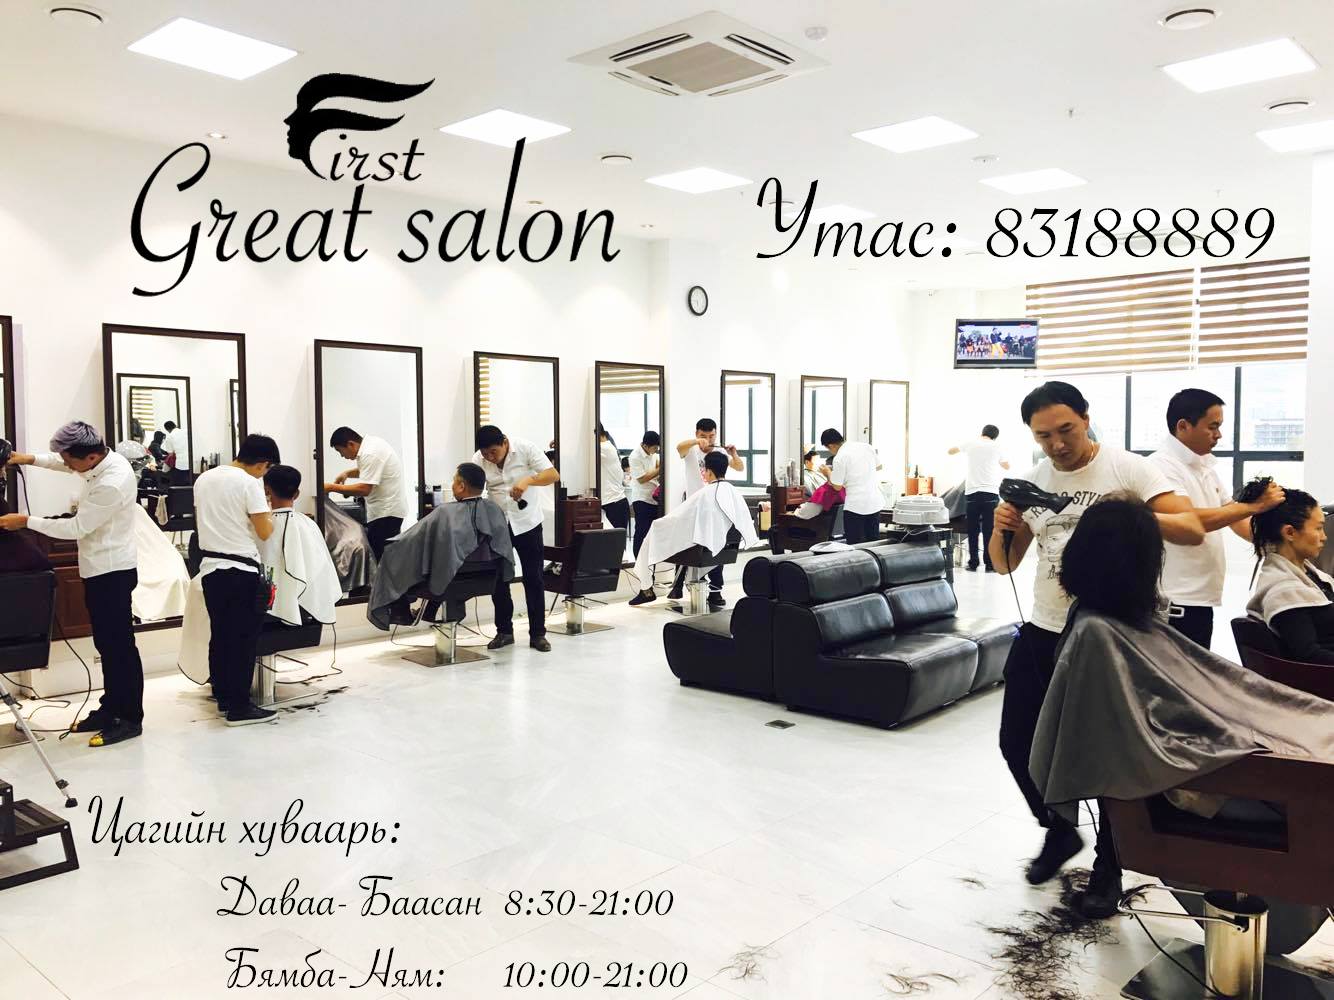 First
Great salon
Утас: 83188889
Цагийн хуваарь:
Даваа- Баасан 8:30-21:00
Бямба-Ням: 10:00-21:00